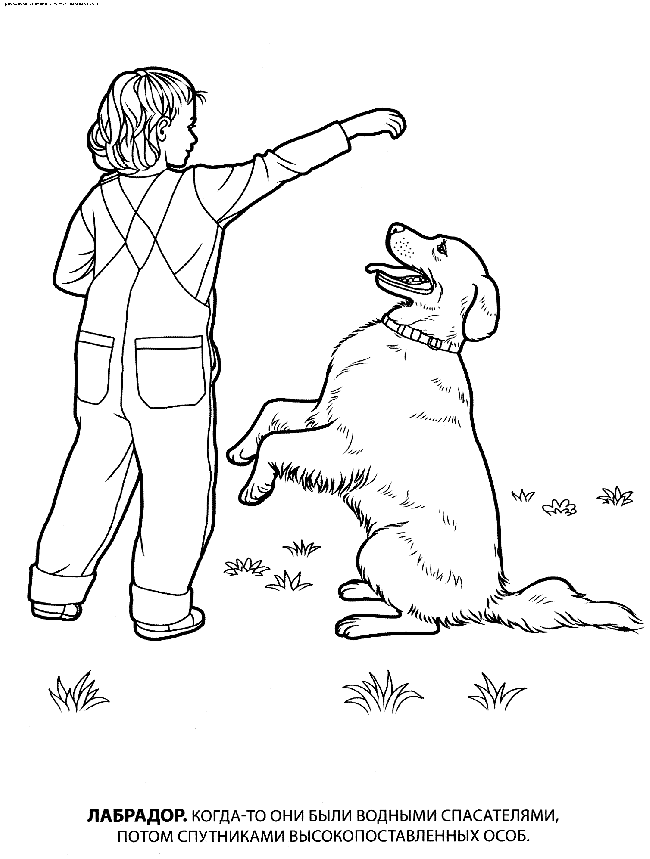 ЛАБРАДОР. КОГДА-ТО ОНИ БЫЛИ ВОДНЫМИ СПАСАТЕЛЯМИ,
ПОТОМ СПУТНИКАМИ ВЫСОКОПОСТАВЛЕННЫХ ОСОБ.